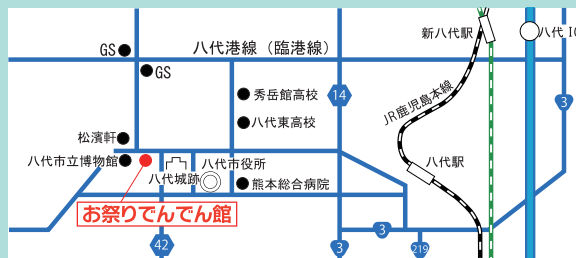 新八代駅
八代IC
GS
八代港線（臨港線）
GS
14
秀岳館高校
3
八代東高校
JR鹿児島本線
松濱軒
八代市立博物館
八代市役所
八代駅
八代城跡
熊本総合病院
お祭りでんでん館
42
3
3
219